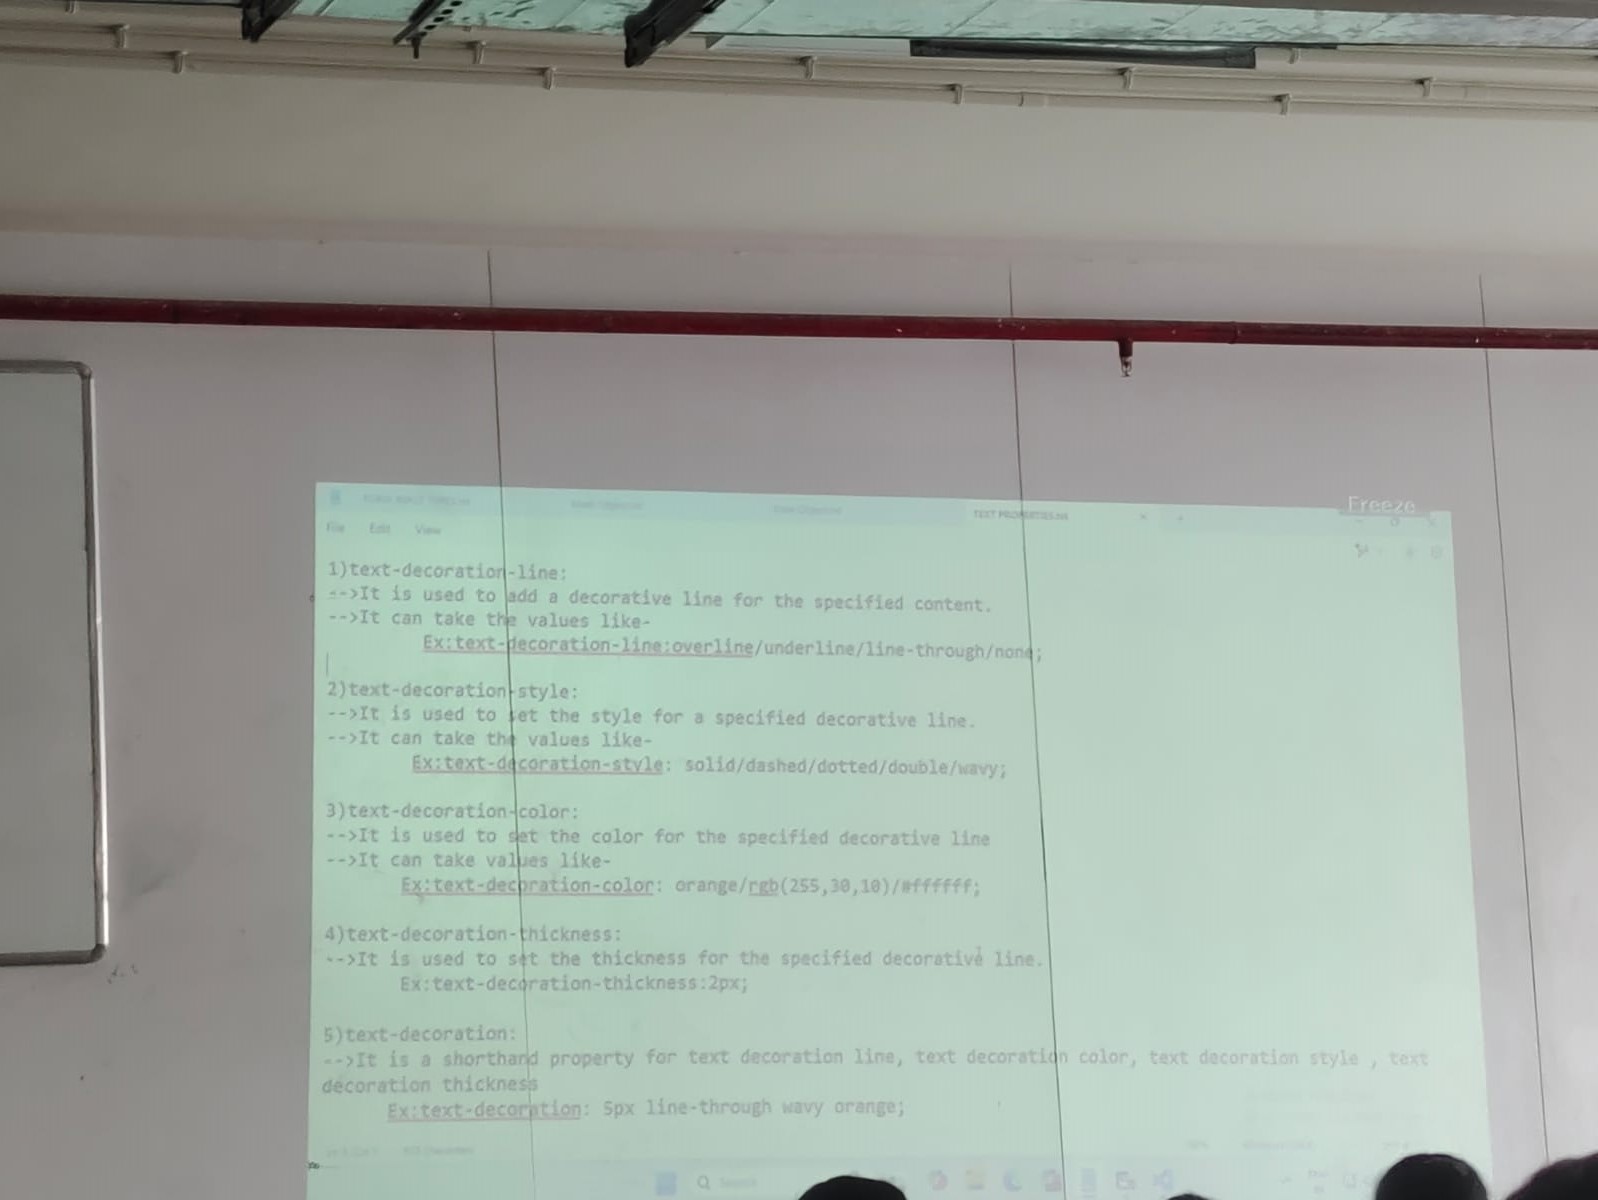 Freeze
TEXT PROPERTIES.txt
File Edit View
1)text-decoration-line:
-->It is used to add a decorative line for the specified content.
-->It can take the values like-
Ex:text-decoration-line:overline/underline/line-through/none;
2)text-decoration-style:
-->It is used to set the style for a specified decorative line.
-->It can take the values like-
Ex:text-decoration-style: solid/dashed/dotted/double/wavy;
3)text-decoration-color:
-->It is used to set the color for the specified decorative line
-->It can take values like-
Ex:text-decoration-color: orange/rgb(255,30,10)/#ffffff;
4)text-decoration-thickness:
-->It is used to set the thickness for the specified decorative line.
Ex:text-decoration-thickness:2px;
5)text-decoration:
-->It is a shorthand property for text decoration line, text decoration color, text decoration style , text
decoration thickness
Ex:text-decoration: 5px line-through wavy orange;
Search